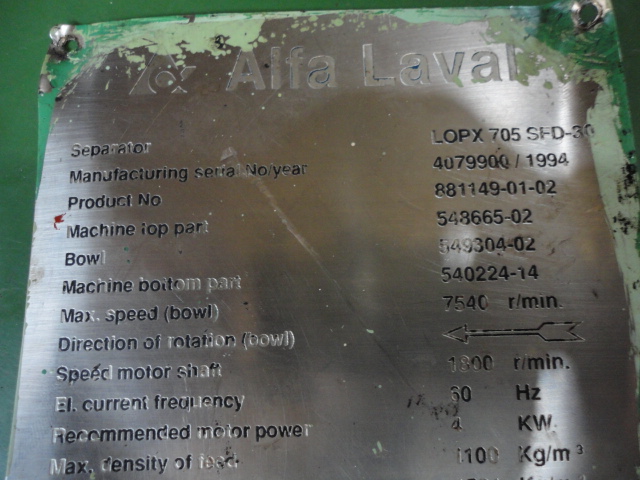 Alfa Laval
Separator LOPX 705 SFD-30
Manufacturing serial No/year 4079900 / 1994
Product No 881149-01-02
Machine top part 548665-02
Bowl 549304-02
Machine bottom part 540224-14
Max. speed (bowl) 7540 r/min.
Direction of rotation (bowl)
Speed motor shaft 1800 r/min.
El. current frequency 60 Hz
Recommended motor power 4 KW.
Max. density of feed. 1100 Kg/m³